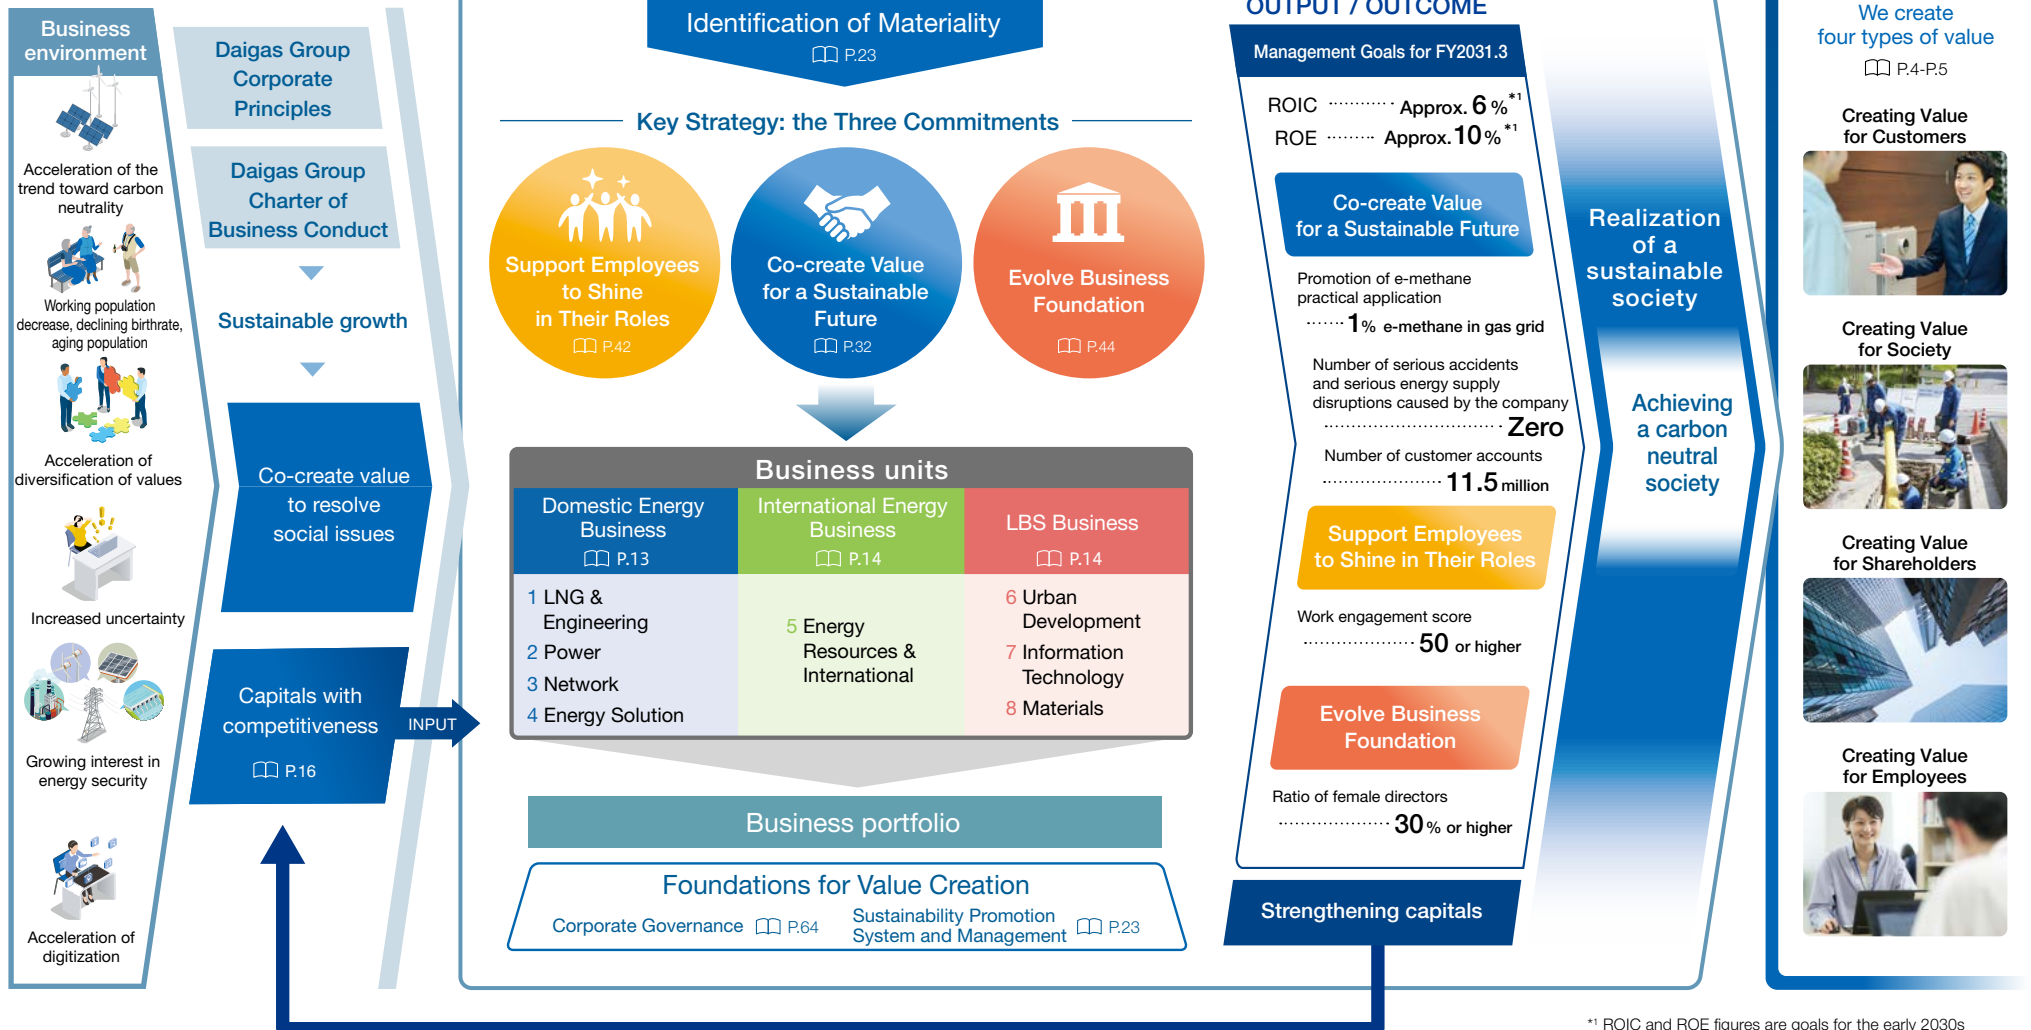 Business
environment
Acceleration of the
trend toward carbon
neutrality
Working population
decrease, declining birthrate,
aging population
Acceleration of
diversification of values
Increased uncertainty
Growing interest in
energy security
Acceleration of
digitization
Daigas Group
Corporate
Principles
Daigas Group
Charter of
Business Conduct
Sustainable growth
Co-create value
to resolve
social issues
Capitals with
competitiveness
P.16
INPUT
Identification of Materiality
P.23
Key Strategy: the Three Commitments
Support Employees
to Shine
in Their Roles
P.42
Co-create Value
for a Sustainable
Future
P.32
Evolve Business
Foundation
P.44
Business units
Domestic Energy
Business
P.13
1 LNG &
Engineering
2 Power
3 Network
4 Energy Solution
International Energy
Business
P.14
5 Energy
Resources &
International
LBS Business
P.14
6 Urban
Development
7 Information
Technology
8 Materials
Business portfolio
Foundations for Value Creation
Corporate Governance P.64
Sustainability Promotion
System and Management P.23
OUTPUT / OUTCOME
Management Goals for FY2031.3
ROIC ·········· Approx. 6 %*1
ROE ········ Approx. 10 %*1
Co-create Value
for a Sustainable Future
Promotion of e-methane
practical application
······ 1% e-methane in gas grid
Number of serious accidents
and serious energy supply
disruptions caused by the company
······························ Zero
Number of customer accounts
···················· 11.5 million
Support Employees
to Shine in Their Roles
Work engagement score
··················· 50 or higher
Evolve Business
Foundation
Ratio of female directors
··················· 30 % or higher
Strengthening capitals
Realization
of a
sustainable
society
Achieving
a carbon
neutral
society
We create
four types of value
P.4-P.5
Creating Value
for Customers
Creating Value
for Society
Creating Value
for Shareholders
Creating Value
for Employees
*1 ROIC and ROE figures are goals for the early 2030s